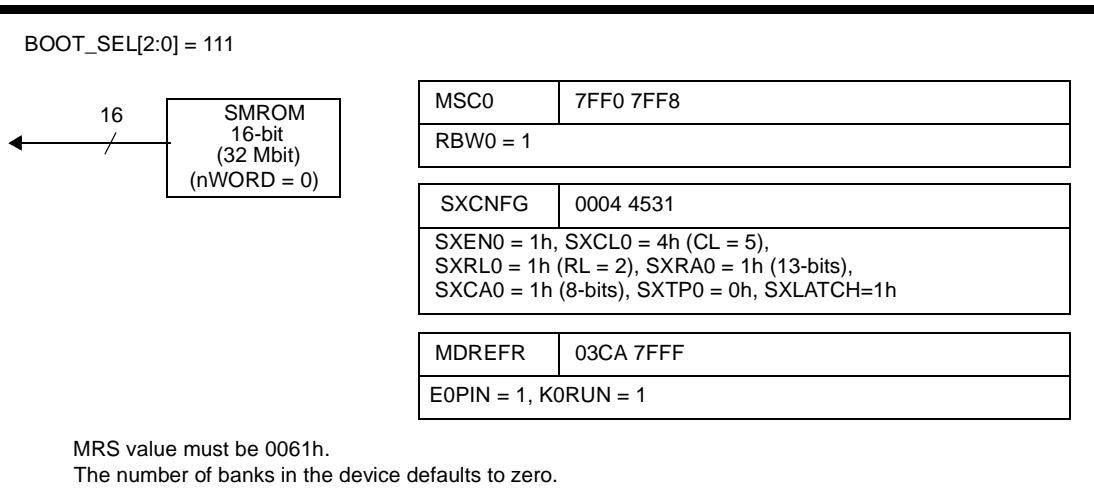 BOOT_SEL[2:0] = 111
16
SMROM
16-bit
(32 Mbit)
(nWORD = 0)
MSC0 7FF0 7FF8
RBW0 = 1
SXCNFG 0004 4531
SXEN0 = 1h, SXCL0 = 4h (CL = 5),
SXRL0 = 1h (RL = 2), SXRA0 = 1h (13-bits),
SXCA0 = 1h (8-bits), SXTP0 = 0h, SXLATCH=1h
MDREFR 03CA 7FFF
E0PIN = 1, K0RUN = 1
MRS value must be 0061h.
The number of banks in the device defaults to zero.